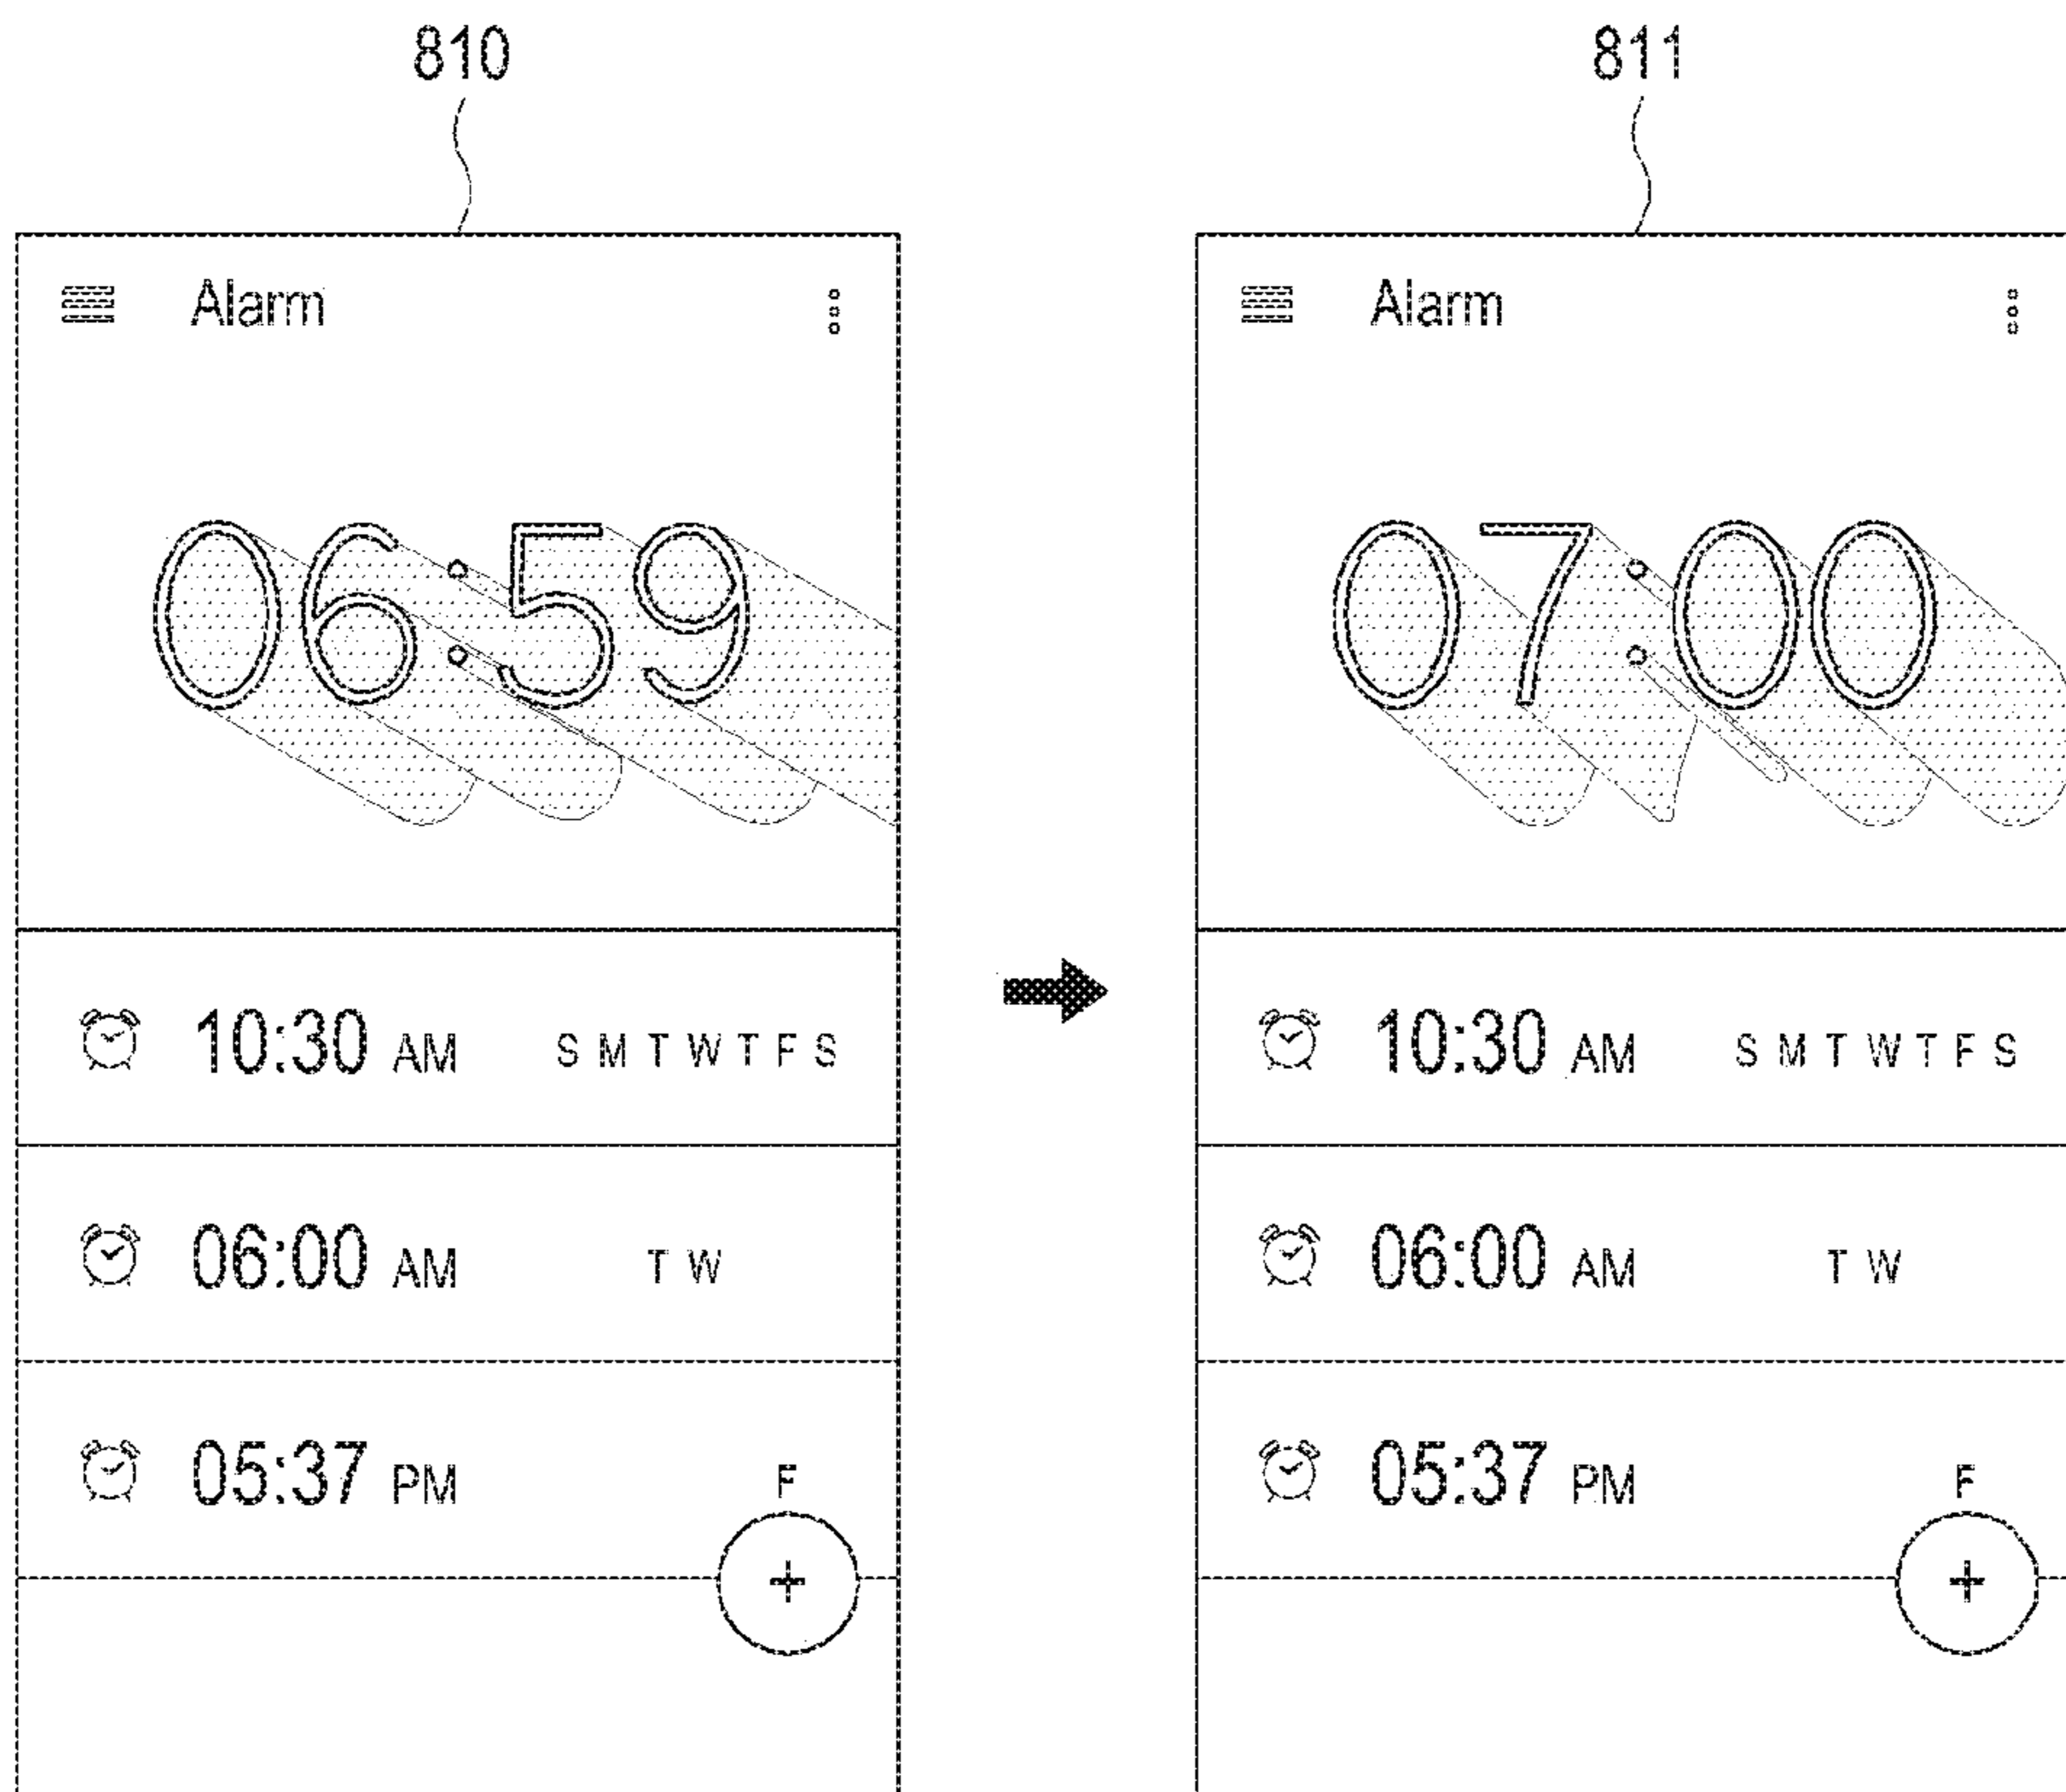 810
811
Alarm
Alarm
06:59
07:00
10:30 AM S M T W T F S
10:30 AM S M T W T F S
06:00 AM T W
06:00 AM T W
05:37 PM F
05:37 PM F
+
+